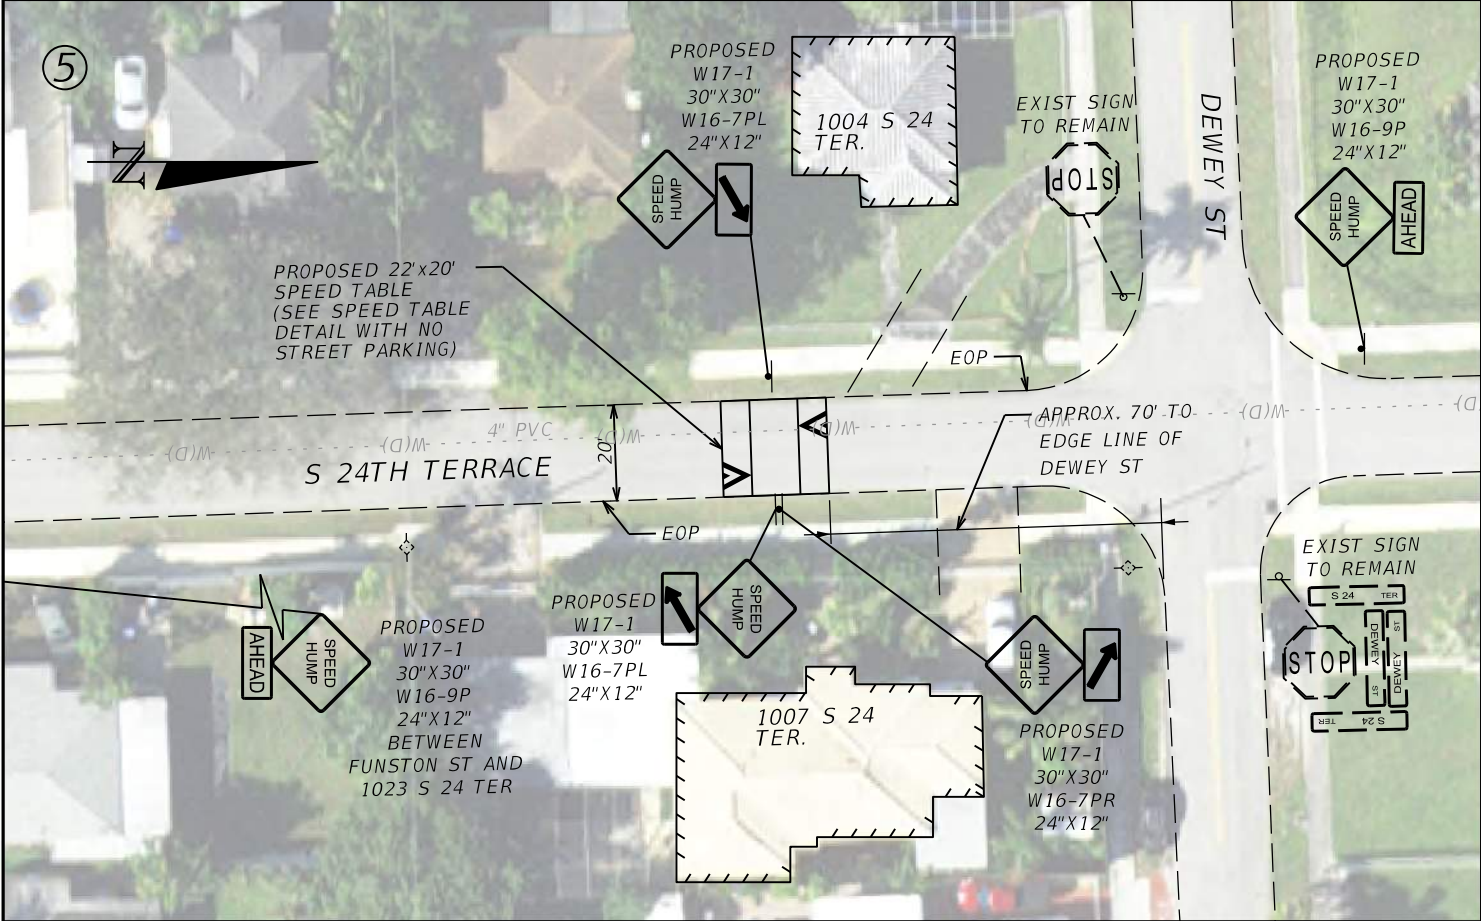 5
N
PROPOSED
W17-1
30"X30"
W16-7PL
24"X12"
SPEED
HUMP
1004 S 24
TER.
EXIST SIGN
TO REMAIN
STOP
DEWEY ST
PROPOSED
W17-1
30"X30"
W16-9P
24"X12"
SPEED
HUMP
AHEAD
PROPOSED 22'x20'
SPEED TABLE
(SEE SPEED TABLE
DETAIL WITH NO
STREET PARKING)
EOP
APPROX. 70' TO
EDGE LINE OF
DEWEY ST
W(D)
W(D)
4" PVC
W(D)
W(D)
W(D)
W(D)
W(D)
S 24TH TERRACE
20'
EOP
AHEAD
SPEED
HUMP
PROPOSED
W17-1
30"X30"
W16-9P
24"X12"
BETWEEN
FUNSTON ST AND
1023 S 24 TER
PROPOSED
W17-1
30"X30"
W16-7PL
24"X12"
SPEED
HUMP
1007 S 24
TER.
SPEED
HUMP
PROPOSED
W17-1
30"X30"
W16-7PR
24"X12"
EXIST SIGN
TO REMAIN
S 24 TER
STOP
DEWEY ST
DEWEY ST
S 24 TER